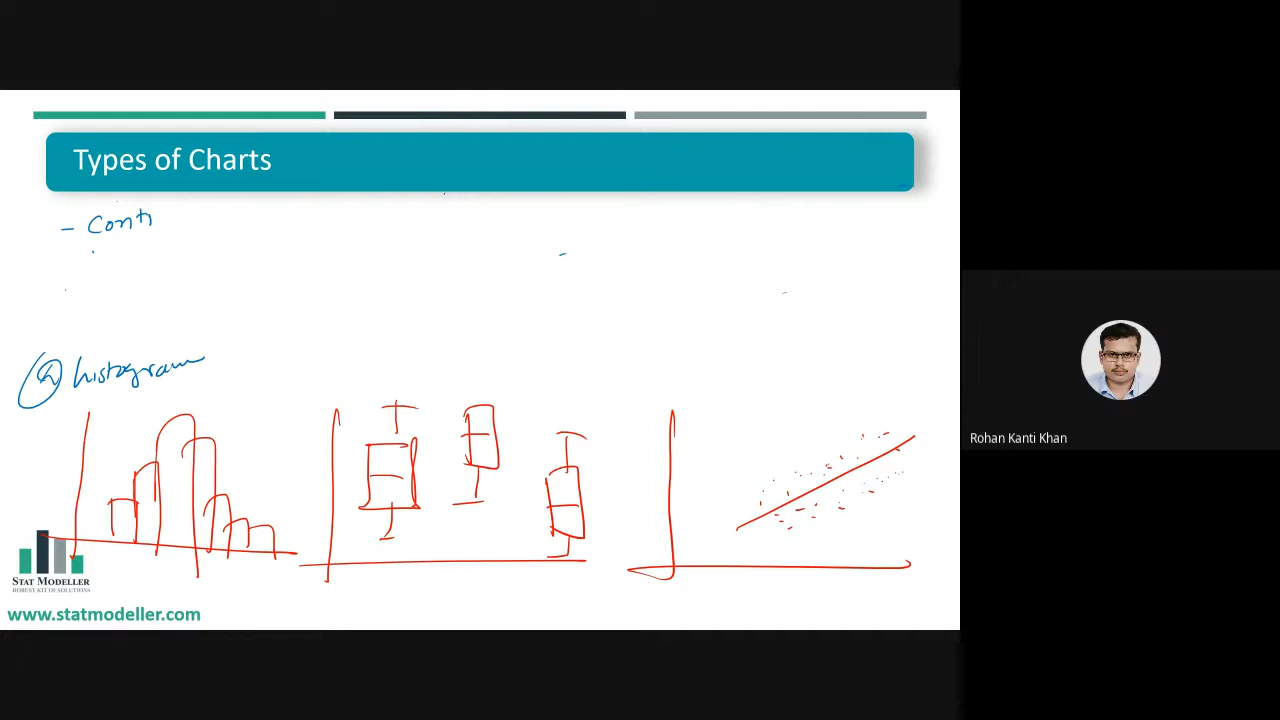 Types of Charts
- Conti
histogram
STAT MODELLER
ROBUST KIT OF SOLUTIONS
www.statmodeller.com
Rohan Kanti Khan